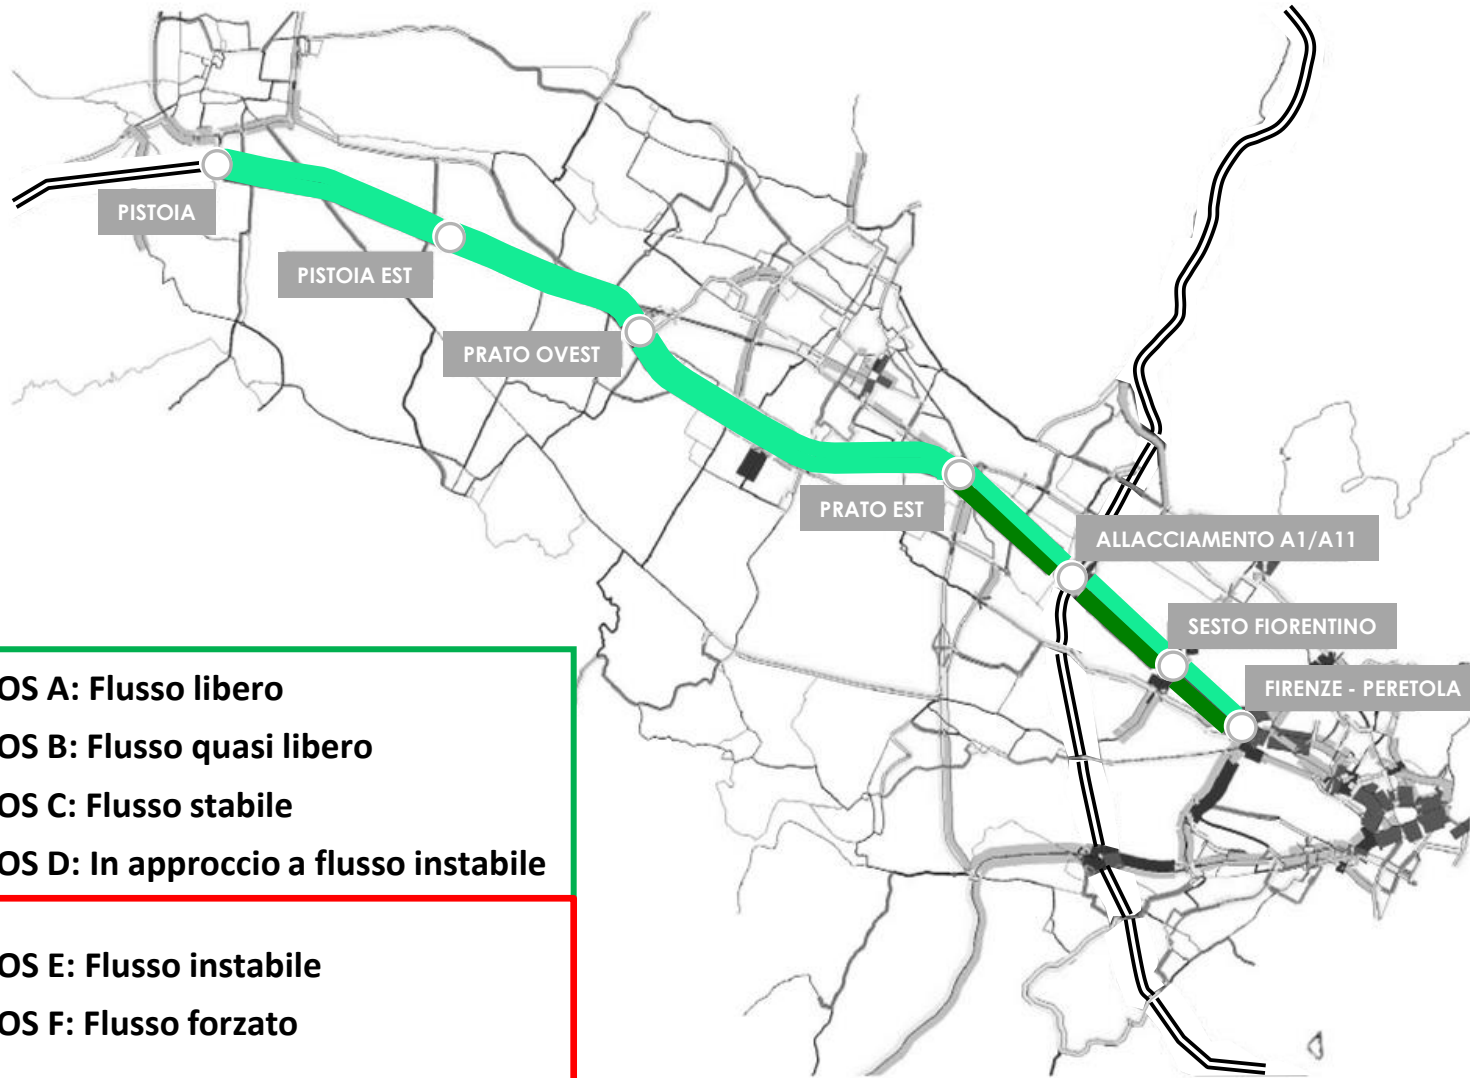 PISTOIA
PISTOIA EST
PRATO OVEST
PRATO EST
ALLACCIAMENTO A1/A11
SESTO FIORENTINO
FIRENZE - PERETOLA
OS A: Flusso libero
OS B: Flusso quasi libero
OS C: Flusso stabile
OS D: In approccio a flusso instabile
OS E: Flusso instabile
OS F: Flusso forzato